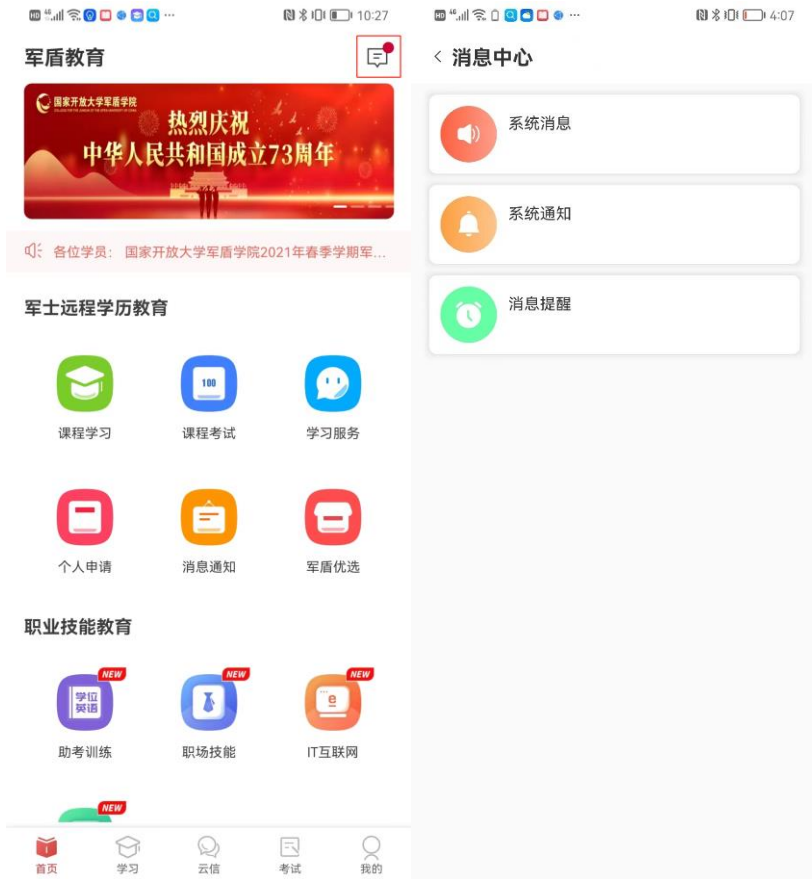 10:27
军盾教育
国家开放大学军盾学院
热烈庆祝
中华人民共和国成立73周年
各位学员： 国家开放大学军盾学院2021年春季学期军...
军士远程学历教育
100
课程学习 课程考试 学习服务
个人申请 消息通知 军盾优选
职业技能教育
NEW NEW NEW
学位
英语
e
助考训练 职场技能 IT互联网
NEW
首页 学习 云信 考试 我的
4:07
消息中心
系统消息
系统通知
消息提醒